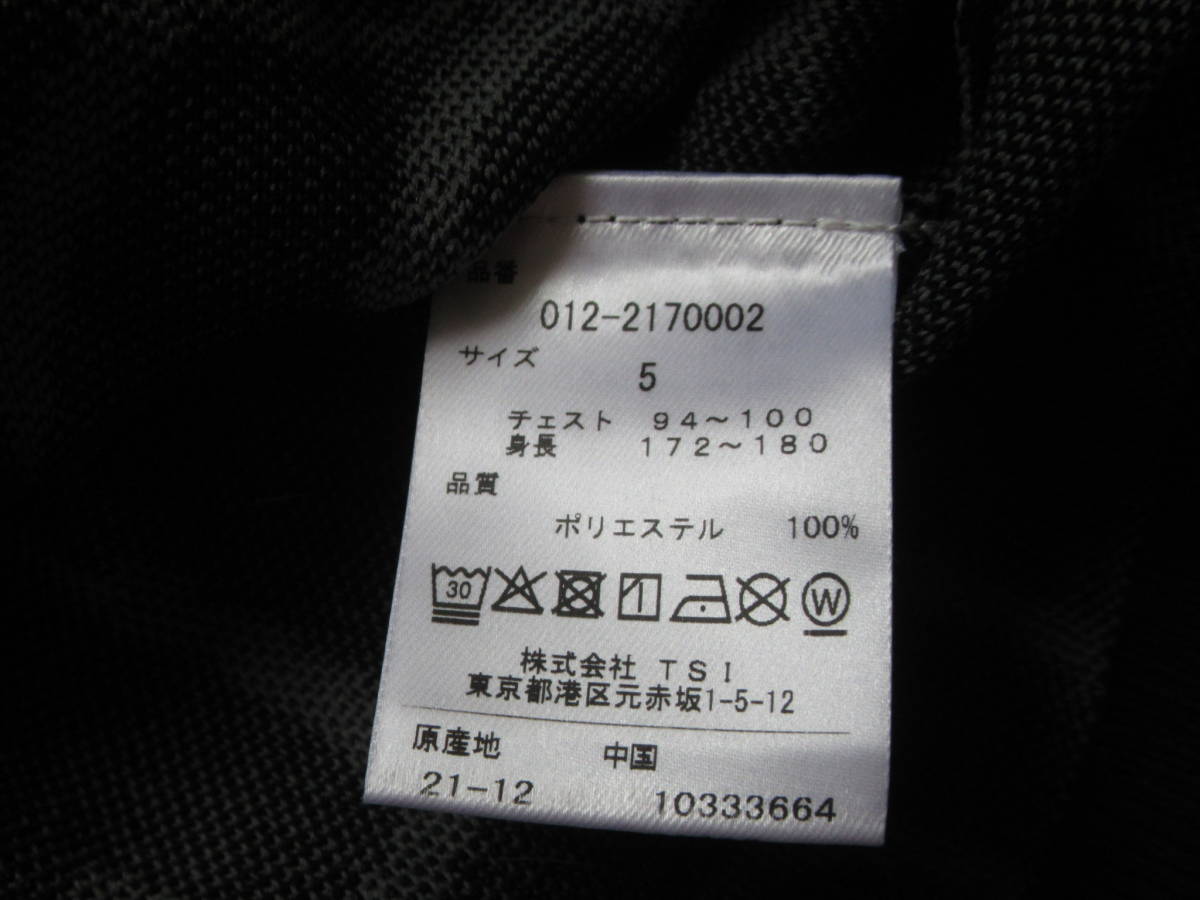 品番
012-2170002
サイズ
5
チェスト 94～100
身長 172～180
品質
ポリエステル 100%
30 W
株式会社 TSI
東京都港区元赤坂1-5-12
原産地 中国
21-12 10333664